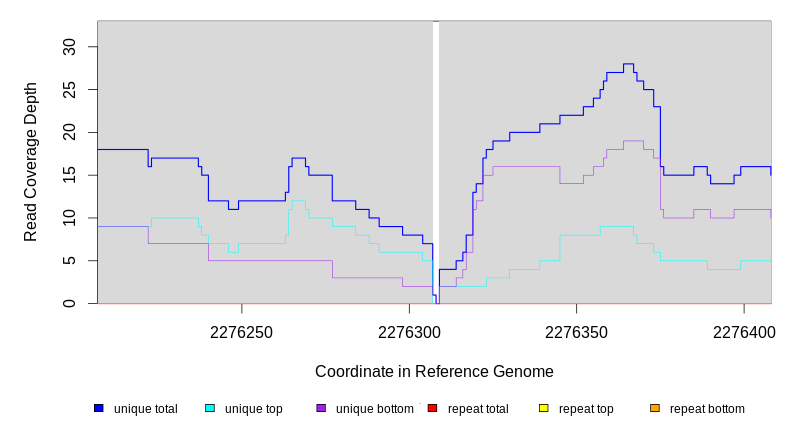 30
25
20
15
10
5
0
Read Coverage Depth
2276250 2276300 2276350 2276400
Coordinate in Reference Genome
unique total unique top unique bottom repeat total repeat top repeat bottom